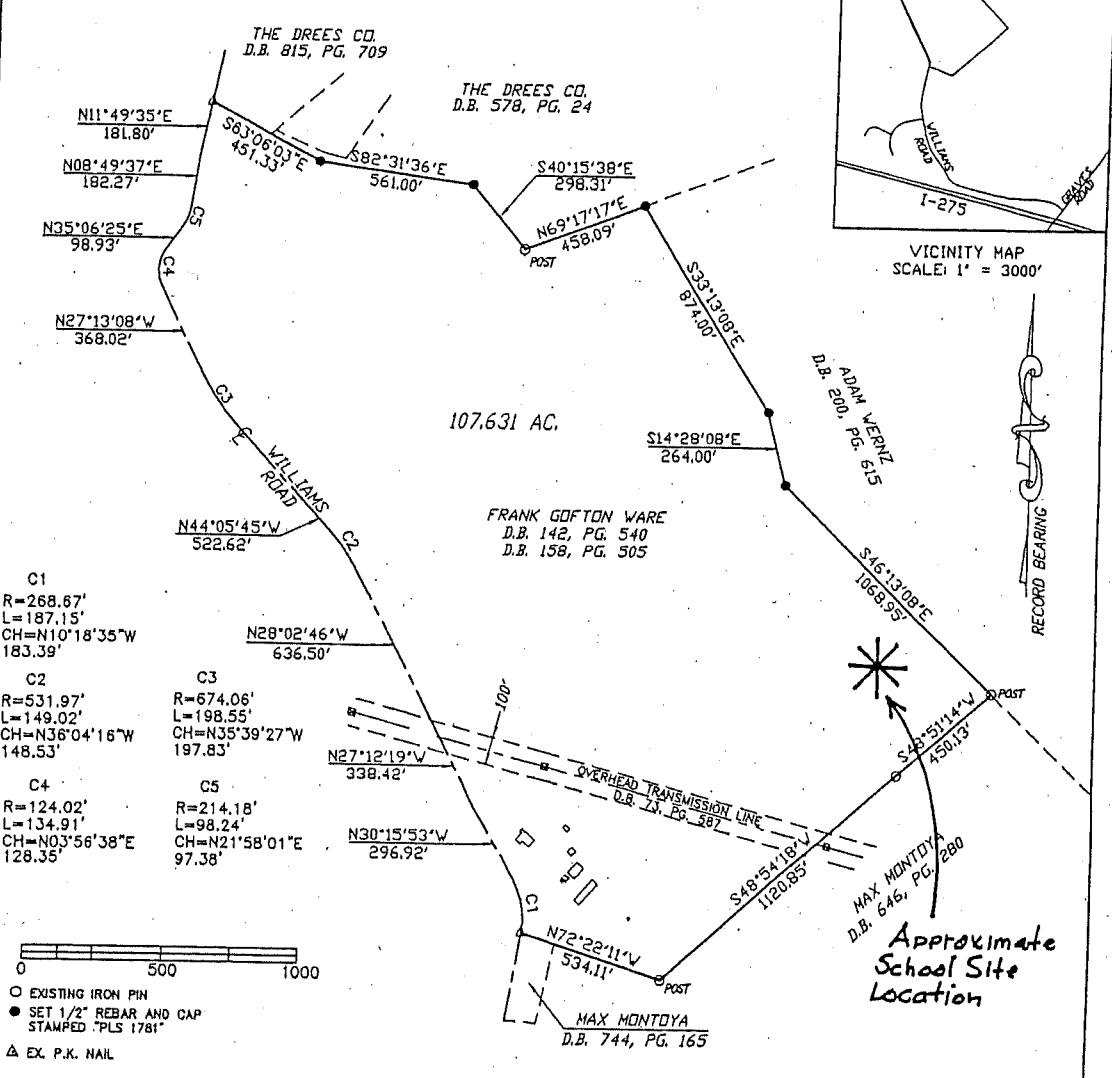 THE DREES CO.
D.B. 815, PG. 709
THE DREES CO.
D.B. 578, PG. 24
N11°49'35"E
181.80'
N08°49'37"E
182.27'
S63°06'03"E
451.33'
S82°31'36"E
561.00'
S40°15'38"E
298.31'
N69°17'17"E
458.09'
POST
C5
N35°06'25"E
98.93'
C4
N27°13'08"W
368.02'
C3
WILLIAMS
ROAD
I-275
GRAVES
ROAD
VICINITY MAP
SCALE: 1" = 3000'
S33°13'08"E
874.00'
ADAM WERNZ
D.B. 200, PG. 615
107.631 AC.
S14°28'08"E
264.00'
℄
WILLIAMS
ROAD
FRANK GOFTON WARE
D.B. 142, PG. 540
D.B. 158, PG. 505
N44°05'45"W
522.62'
C2
S46°13'08"E
1068.95'
RECORD BEARING
C1
R=268.67'
L=187.15'
CH=N10°18'35"W
183.39'
C2
R=531.97'
L=149.02'
CH=N36°04'16"W
148.53'
C3
R=674.06'
L=198.55'
CH=N35°39'27"W
197.83'
C4
R=124.02'
L=134.91'
CH=N03°56'38"E
128.35'
C5
R=214.18'
L=98.24'
CH=N21°58'01"E
97.38'
N28°02'46"W
636.50'
100'
POST
S43°51'14"W
450.13'
N27°12'19"W
338.42'
OVERHEAD TRANSMISSION LINE
D.B. 73, PG. 587
N30°15'53"W
296.92'
S48°54'18"W
1120.85'
MAX MONTOYA
D.B. 646, PG. 280
C1
N72°22'11"W
534.11'
POST
Approximate
School Site
Location
MAX MONTOYA
D.B. 744, PG. 165
0 500 1000
EXISTING IRON PIN
SET 1/2" REBAR AND CAP
STAMPED "PLS 1781"
EX. P.K. NAIL